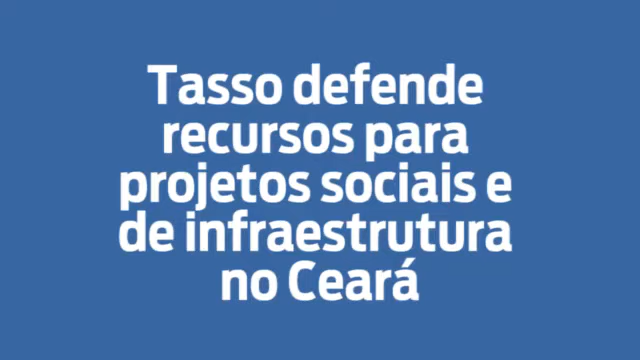 Tasso defende
recursos para
projetos sociais e
de infraestrutura
no Ceará